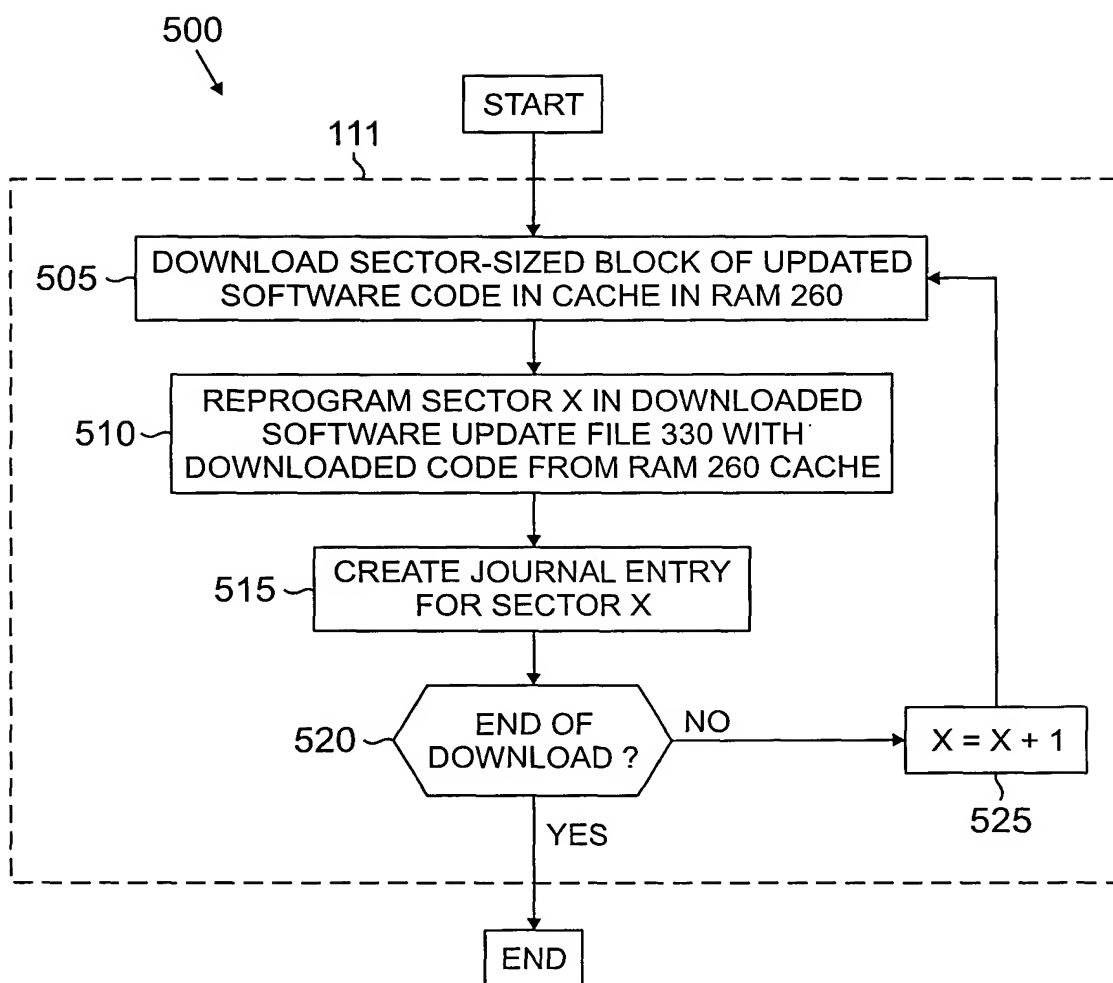 500
START
111
505
DOWNLOAD SECTOR-SIZED BLOCK OF UPDATED
SOFTWARE CODE IN CACHE IN RAM 260
510
REPROGRAM SECTOR X IN DOWNLOADED
SOFTWARE UPDATE FILE 330 WITH
DOWNLOADED CODE FROM RAM 260 CACHE
515
CREATE JOURNAL ENTRY
FOR SECTOR X
520
END OF
DOWNLOAD ?
NO
X = X + 1
525
YES
END